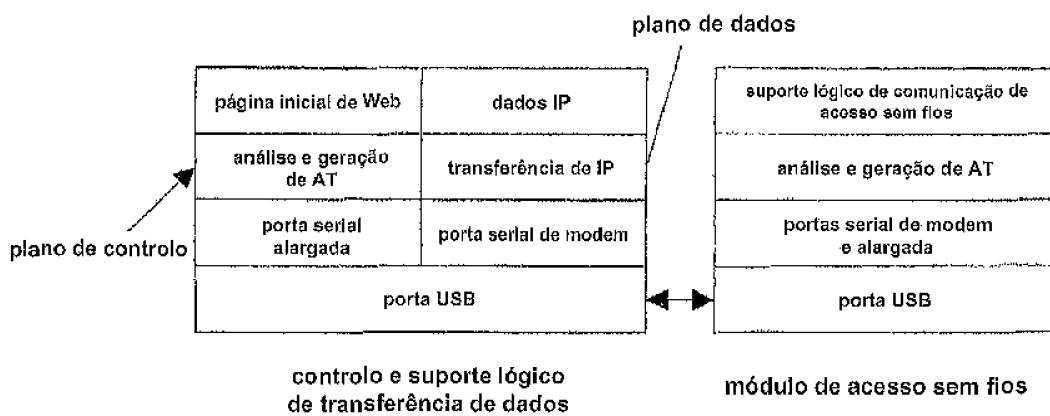 plano de dados
página inicial de Web
dados IP
suporte lógico de comunicação de
acesso sem fios
análise e geração
de AT
transferência de IP
análise e geração de AT
plano de controlo
porta serial
alargada
porta serial de modem
portas serial de modem
e alargada
porta USB
porta USB
controlo e suporte lógico
de transferência de dados
módulo de acesso sem fios